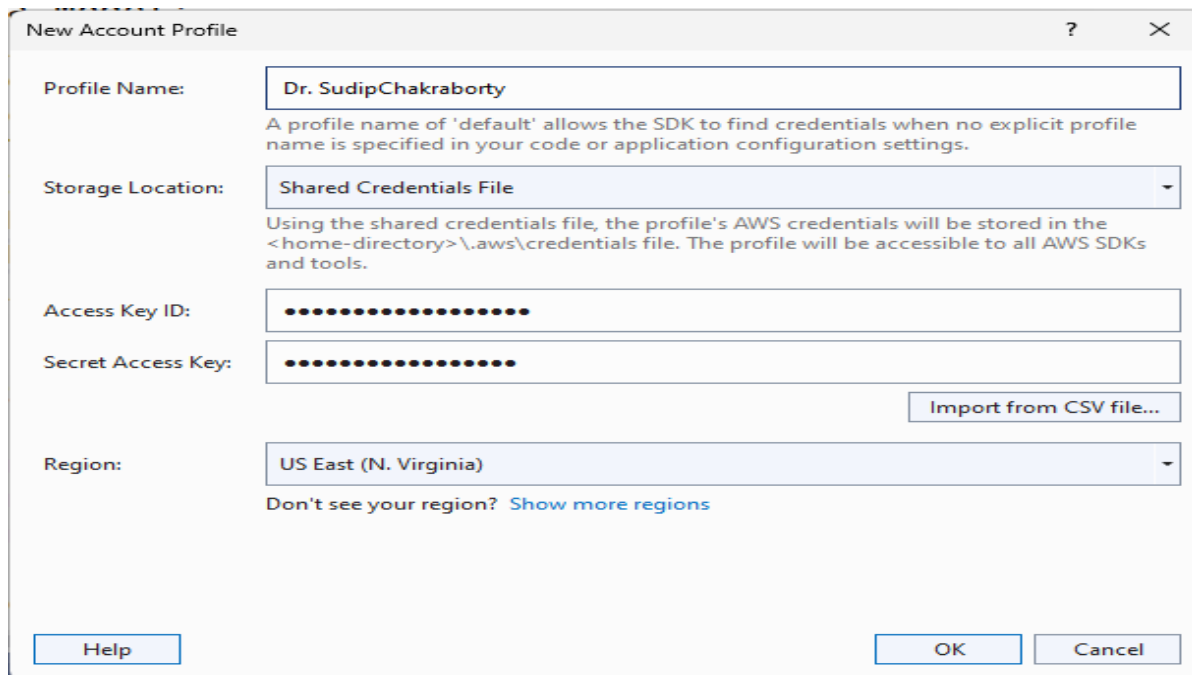 New Account Profile ?
Profile Name: Dr. SudipChakraborty
A profile name of 'default' allows the SDK to find credentials when no explicit profile
name is specified in your code or application configuration settings.
Storage Location: Shared Credentials File
Using the shared credentials file, the profile's AWS credentials will be stored in the
<home-directory>\.aws\credentials file. The profile will be accessible to all AWS SDKs
and tools.
Access Key ID: ●●●●●●●●●●●●●●●●●●
Secret Access Key: ●●●●●●●●●●●●●●●●●
Import from CSV file...
Region: US East (N. Virginia)
Don't see your region? Show more regions
Help OK Cancel